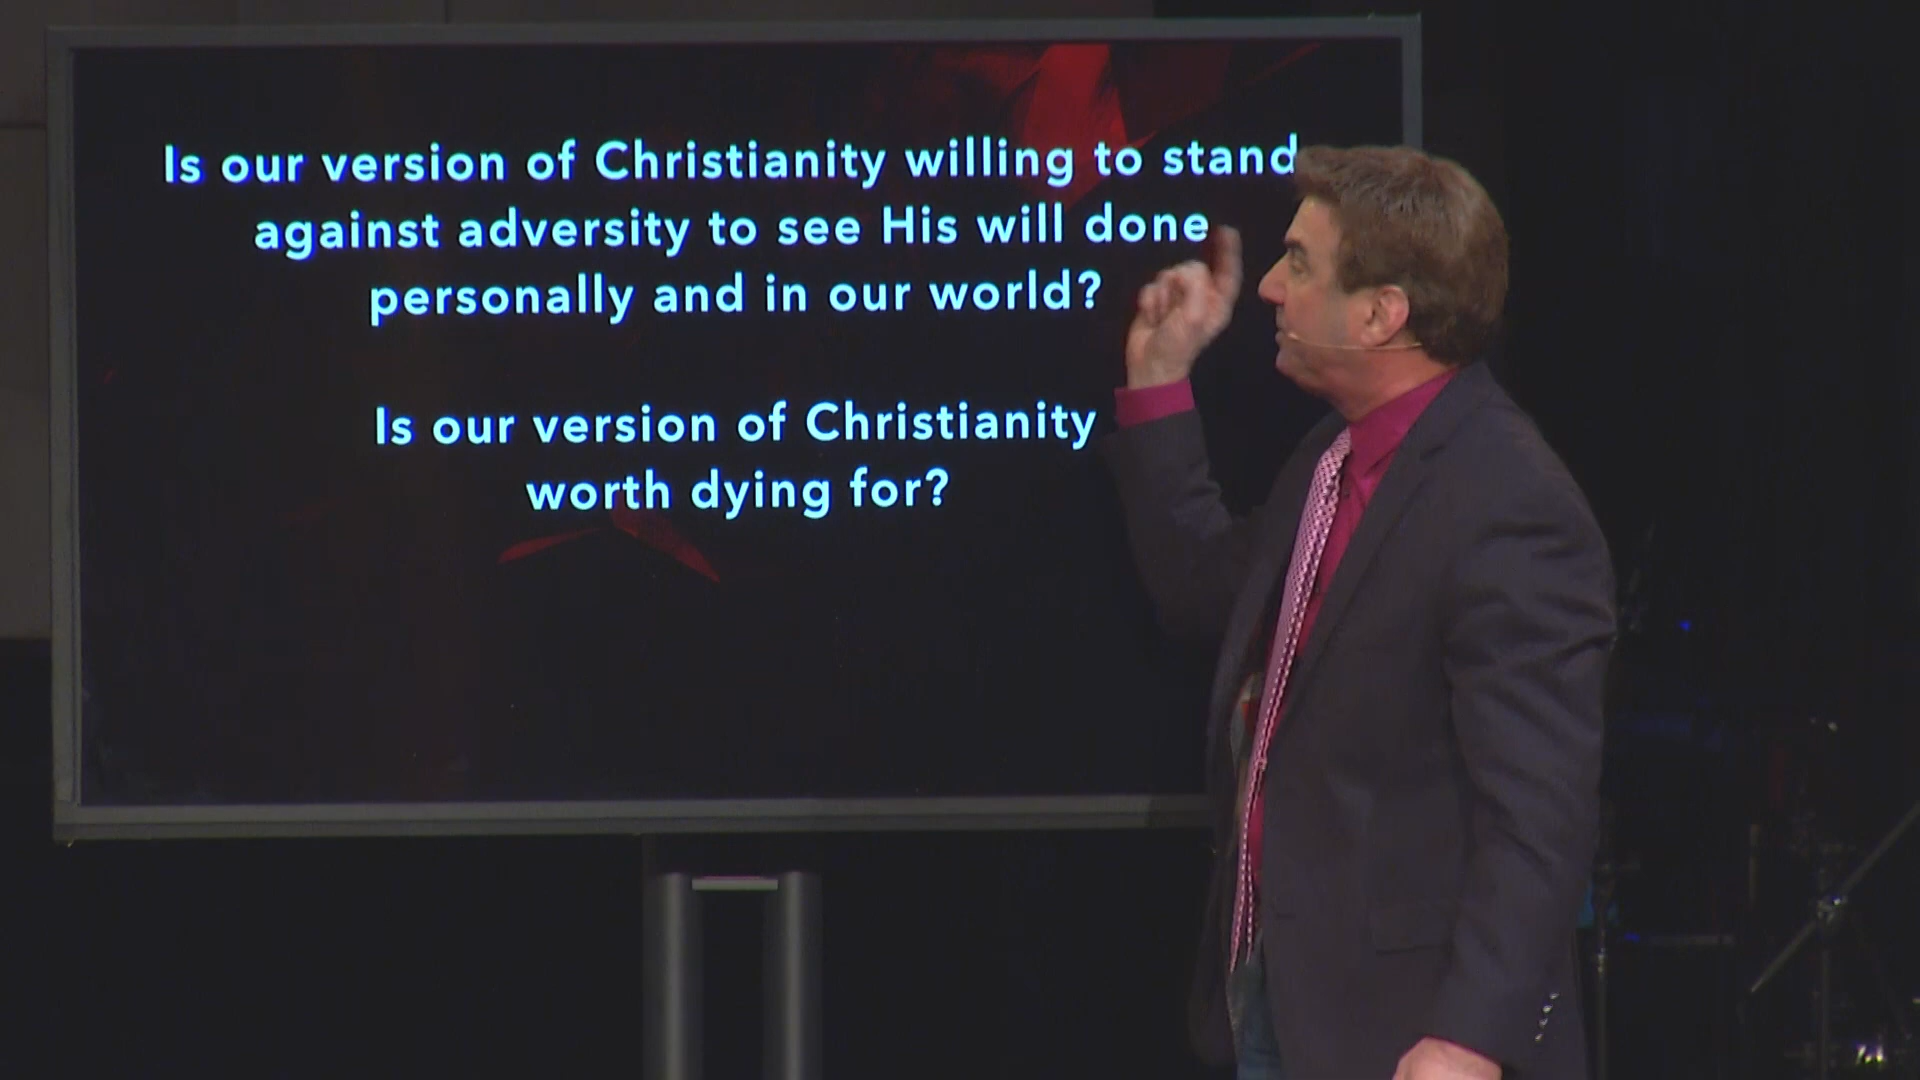 Is our version of Christianity willing to stand
against adversity to see His will done
personally and in our world?
Is our version of Christianity
worth dying for?